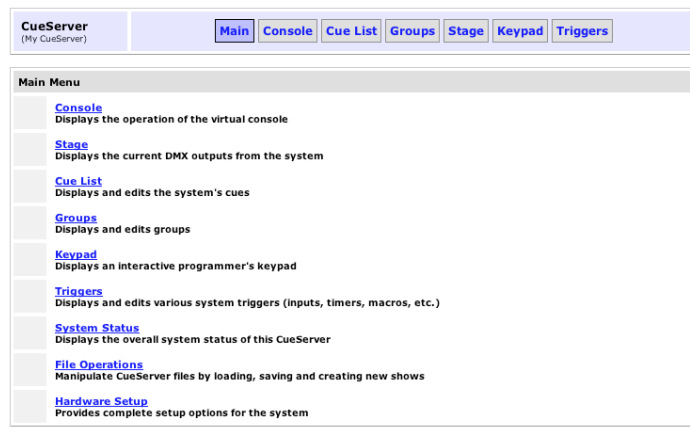 CueServer
(My CueServer)
Main Console Cue List Groups Stage Keypad Triggers
Main Menu
Console
Displays the operation of the virtual console
Stage
Displays the current DMX outputs from the system
Cue List
Displays and edits the system's cues
Groups
Displays and edits groups
Keypad
Displays an interactive programmer's keypad
Triggers
Displays and edits various system triggers (inputs, timers, macros, etc.)
System Status
Displays the overall system status of this CueServer
File Operations
Manipulate CueServer files by loading, saving and creating new shows
Hardware Setup
Provides complete setup options for the system